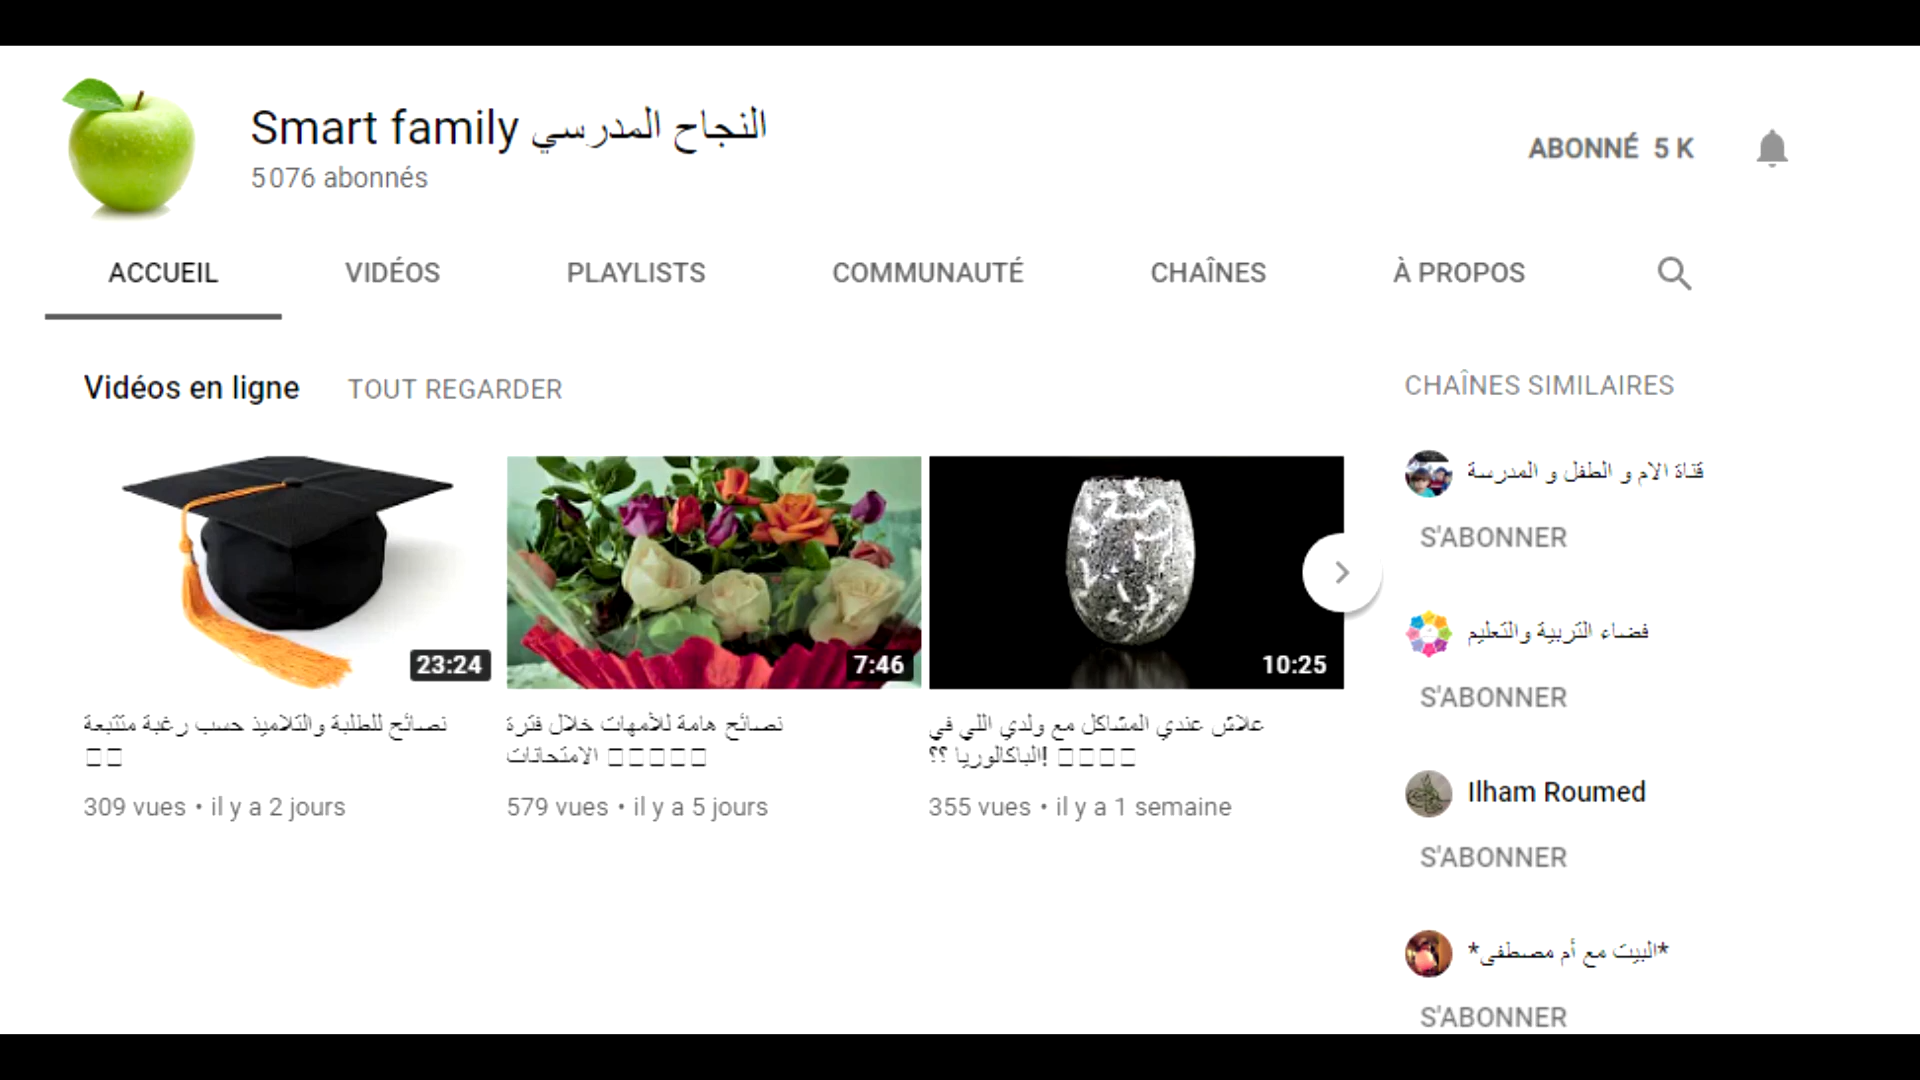 Smart family النجاح المدرسي
5 076 abonnés
ABONNÉ 5 K
ACCUEIL
VIDÉOS
PLAYLISTS
COMMUNAUTÉ
CHAÎNES
À PROPOS
Vidéos en ligne
TOUT REGARDER
23:24
نصائح للطلبة والتلاميذ حسب رغبة متتبعة
309 vues • il y a 2 jours
7:46
نصائح هامة للأمهات خلال فترة
الامتحانات
579 vues • il y a 5 jours
10:25
علاش عندي المشاكل مع ولدي اللي في
الباكالوريا ؟؟!
355 vues • il y a 1 semaine
CHAÎNES SIMILAIRES
قناة الام و الطفل و المدرسة
S'ABONNER
فضاء التربية والتعليم
S'ABONNER
Ilham Roumed
S'ABONNER
*البيت مع أم مصطفى*
S'ABONNER